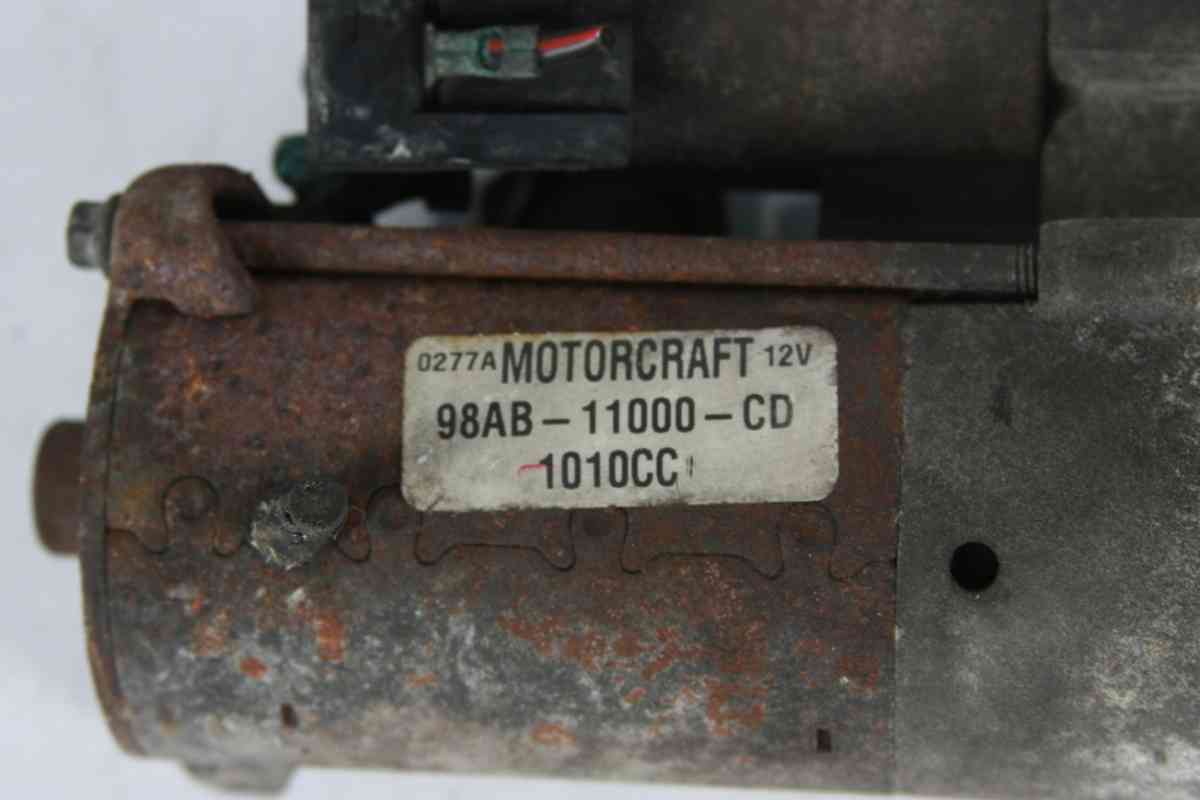 0277A MOTORCRAFT 12V
98AB-11000-CD
1010CC